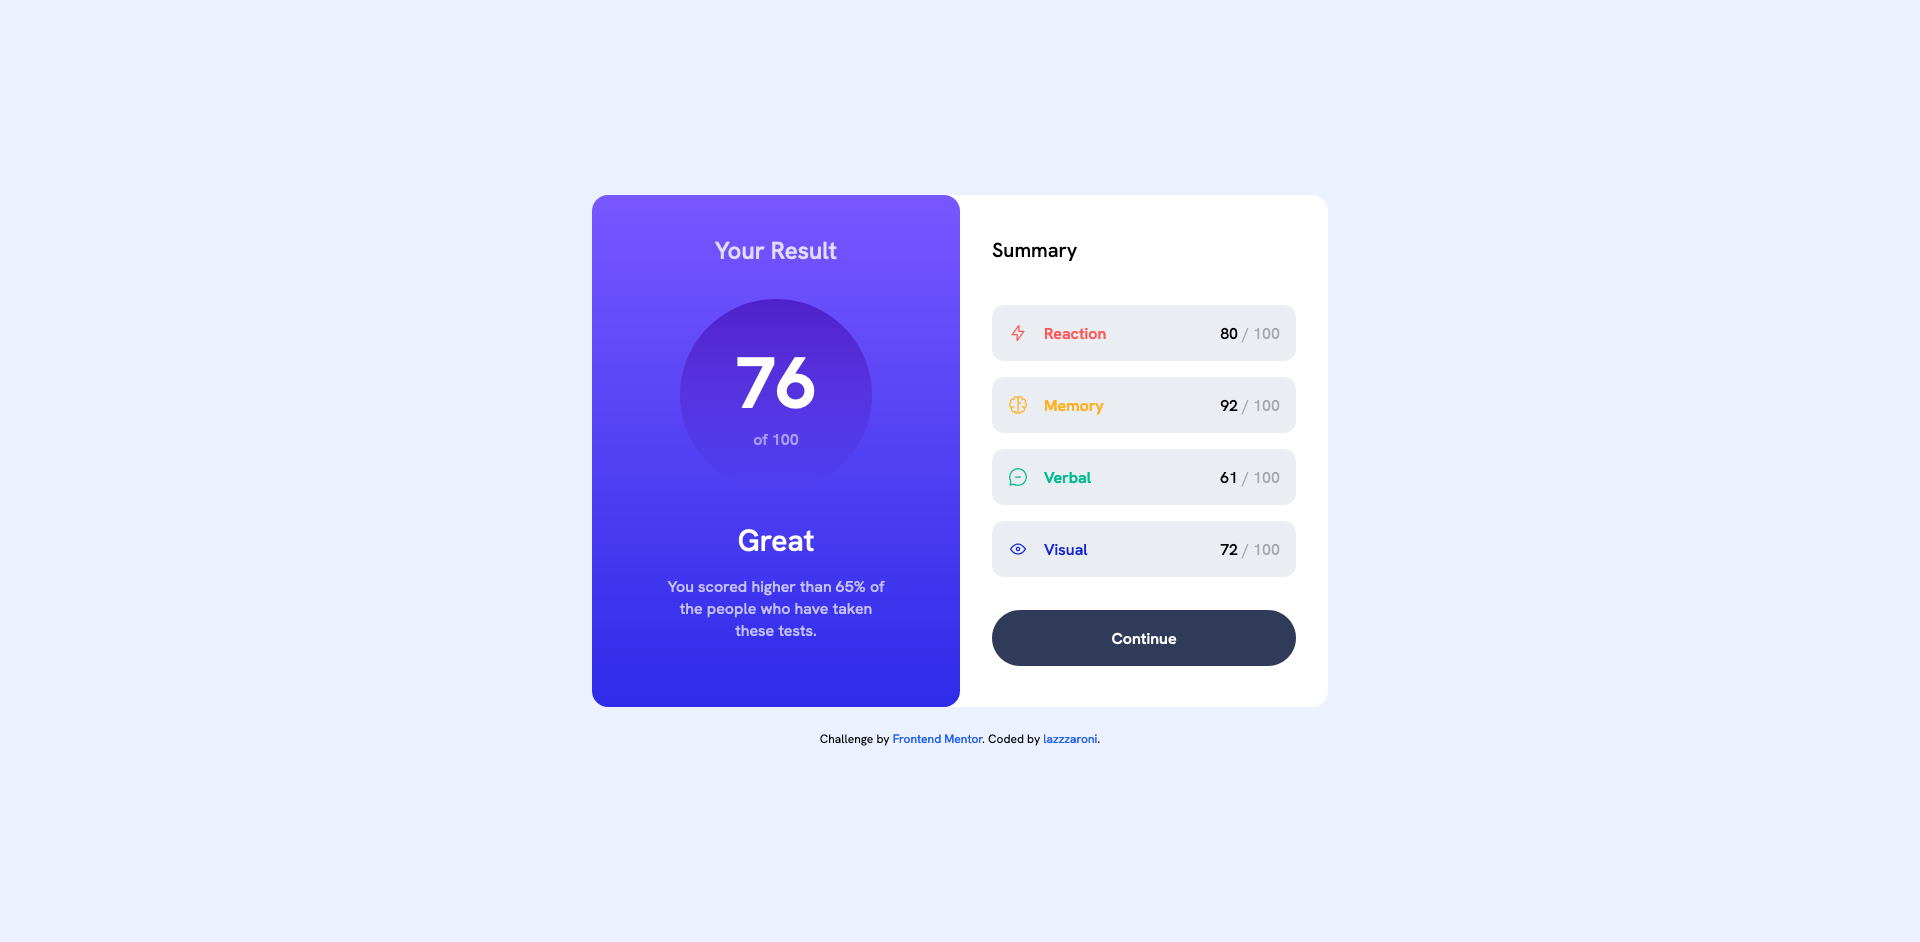 Your Result
76
of 100
Great
You scored higher than 65% of
the people who have taken
these tests.
Summary
Reaction 80 / 100
Memory 92 / 100
Verbal 61 / 100
Visual 72 / 100
Continue
Challenge by Frontend Mentor. Coded by lazzzaroni.